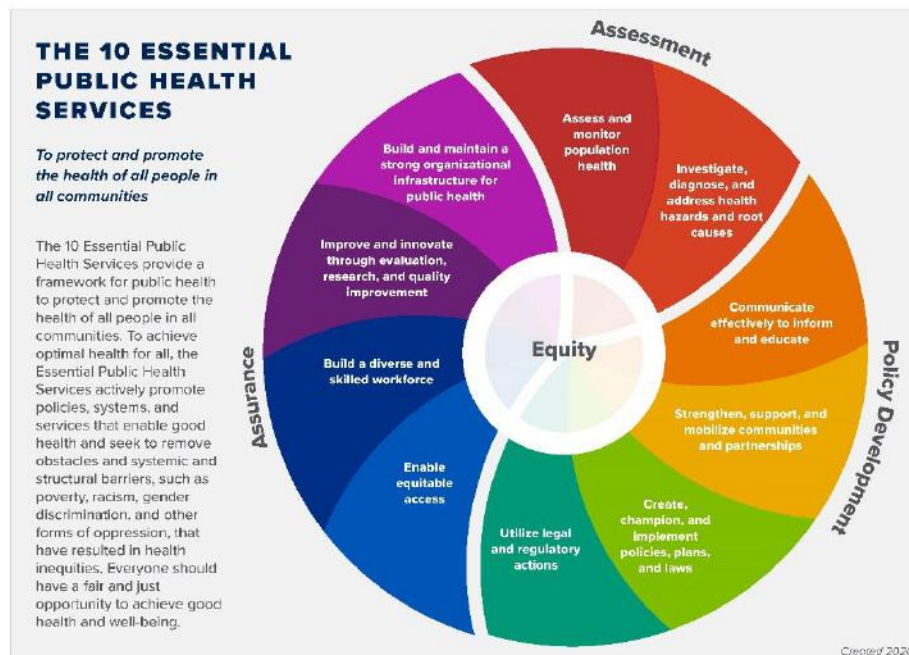 THE 10 ESSENTIAL
PUBLIC HEALTH
SERVICES
To protect and promote
the health of all people in
all communities
The 10 Essential Public
Health Services provide a
framework for public health
to protect and promote the
health of all people in all
communities. To achieve
optimal health for all, the
Essential Public Health
Services actively promote
policies, systems, and
services that enable good
health and seek to remove
obstacles and systemic and
structural barriers, such as
poverty, racism, gender
discrimination, and other
forms of oppression, that
have resulted in health
inequities. Everyone should
have a fair and just
opportunity to achieve good
health and well-being.
Assessment
Assess and
monitor
population
health
Investigate,
diagnose, and
address health
hazards and root
causes
Policy Development
Communicate
effectively to inform
and educate
Strengthen, support, and
mobilize communities
and partnerships
Create,
champion, and
implement
policies, plans,
and laws
Utilize legal
and regulatory
actions
Assurance
Enable
equitable
access
Build a diverse and
skilled workforce
Improve and innovate
through evaluation,
research, and quality
improvement
Build and maintain a
strong organizational
infrastructure for
public health
Equity
Created 2020